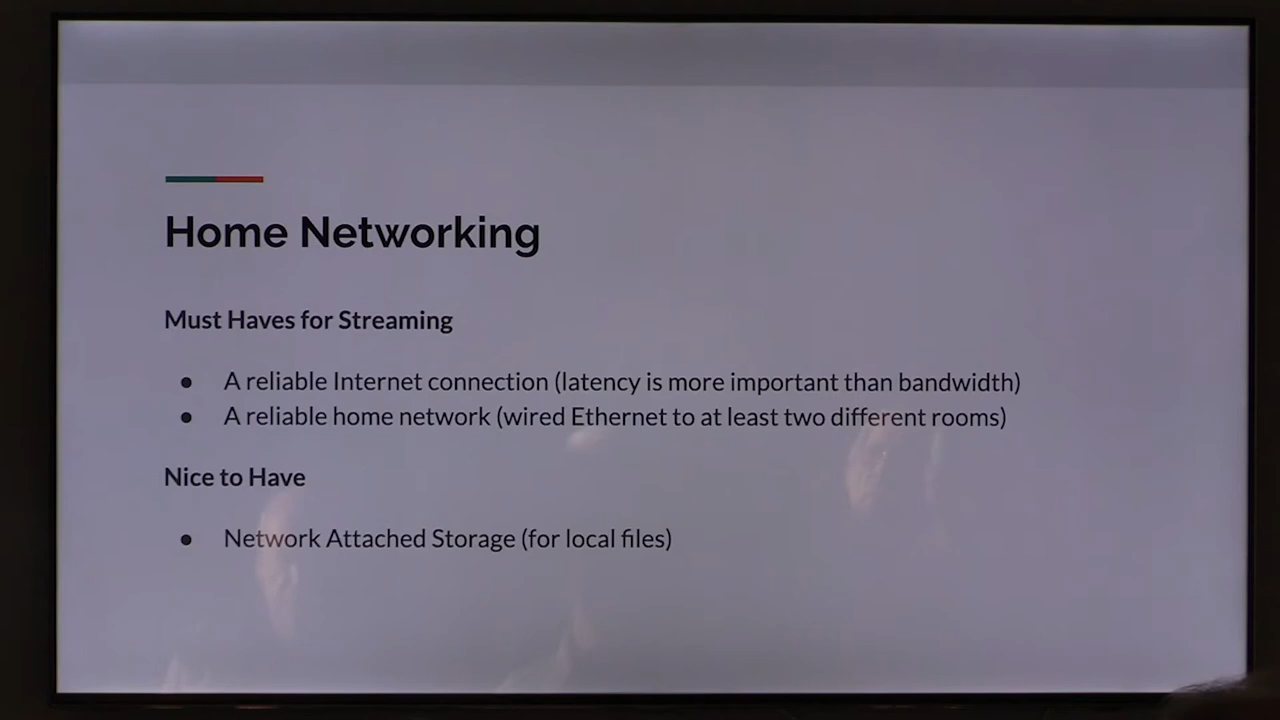 Home Networking
Must Haves for Streaming
● A reliable Internet connection (latency is more important than bandwidth)
● A reliable home network (wired Ethernet to at least two different rooms)
Nice to Have
● Network Attached Storage (for local files)